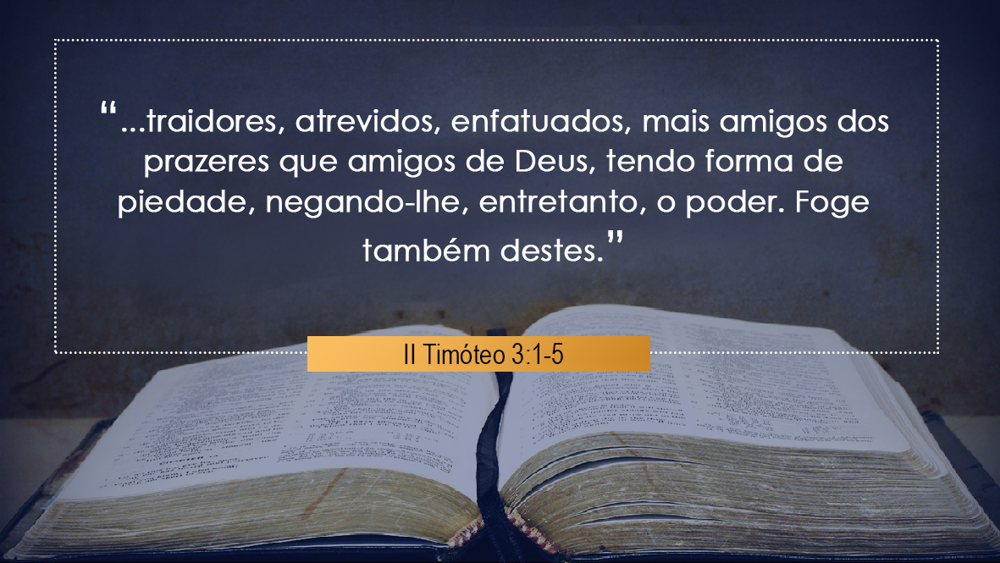 “...traidores, atrevidos, enfatuados, mais amigos dos
prazeres que amigos de Deus, tendo forma de
piedade, negando-lhe, entretanto, o poder. Foge
também destes.”
II Timóteo 3:1-5